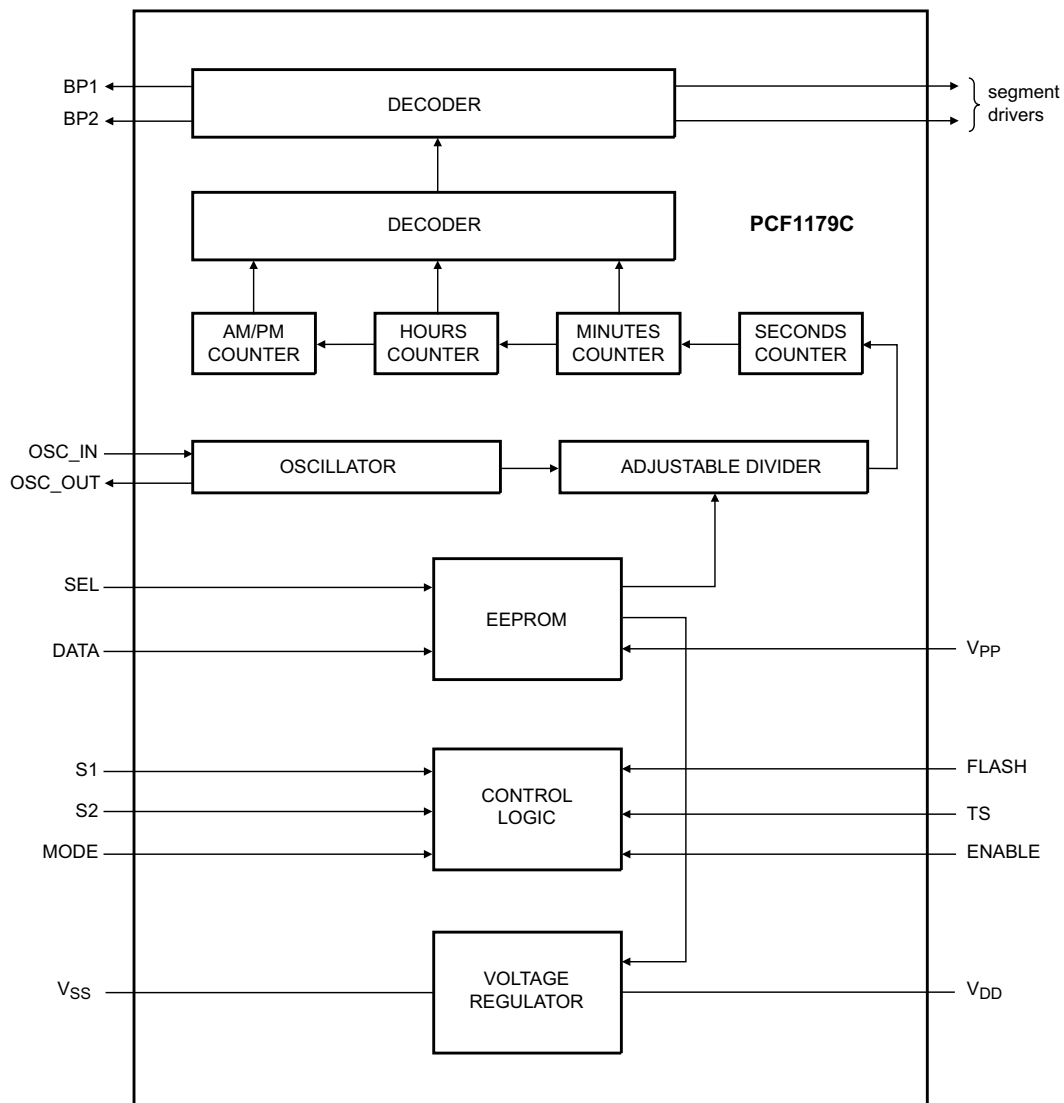 BP1
BP2
DECODER
segment
drivers
DECODER
PCF1179C
AM/PM
COUNTER
HOURS
COUNTER
MINUTES
COUNTER
SECONDS
COUNTER
OSC_IN
OSC_OUT
OSCILLATOR
ADJUSTABLE DIVIDER
SEL
DATA
EEPROM
VPP
S1
S2
MODE
CONTROL
LOGIC
FLASH
TS
ENABLE
VSS
VOLTAGE
REGULATOR
VDD